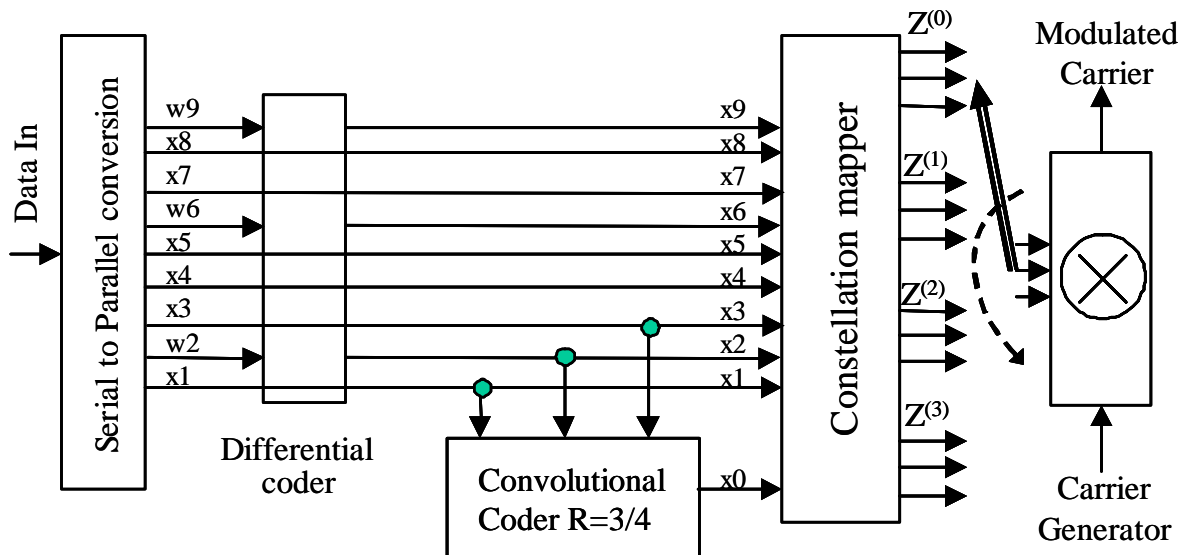 Data In
Serial to Parallel conversion
w9
x8
x7
w6
x5
x4
x3
w2
x1
Differential
coder
x9
x8
x7
x6
x5
x4
x3
x2
x1
Convolutional
Coder R=3/4
x0
Constellation mapper
Z(0)
Z(1)
Z(2)
Z(3)
Modulated
Carrier
Carrier
Generator